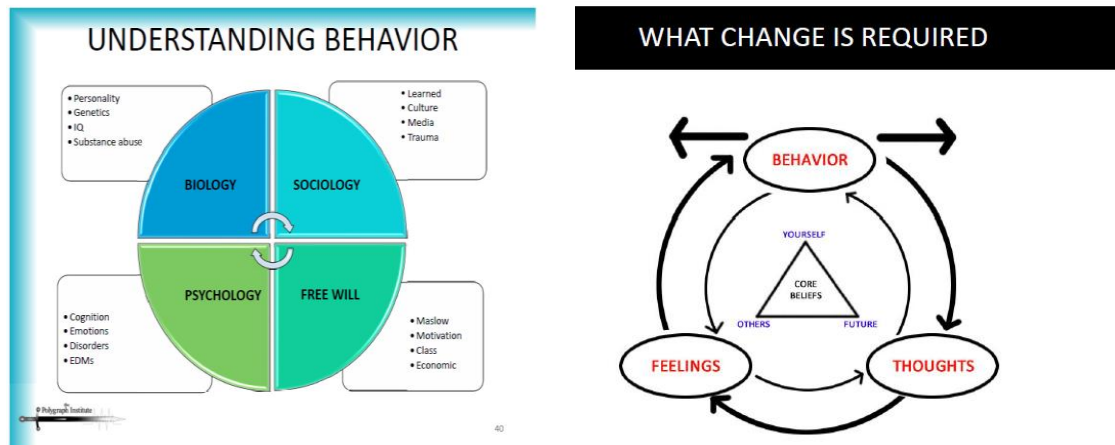 UNDERSTANDING BEHAVIOR
• Personality
• Genetics
• IQ
• Substance abuse
• Learned
• Culture
• Media
• Trauma
BIOLOGY
SOCIOLOGY
PSYCHOLOGY
FREE WILL
• Cognition
• Emotions
• Disorders
• EDMs
• Maslow
• Motivation
• Class
• Economic
© Polygraph Institute
40
WHAT CHANGE IS REQUIRED
BEHAVIOR
YOURSELF
CORE
BELIEFS
OTHERS
FUTURE
FEELINGS
THOUGHTS